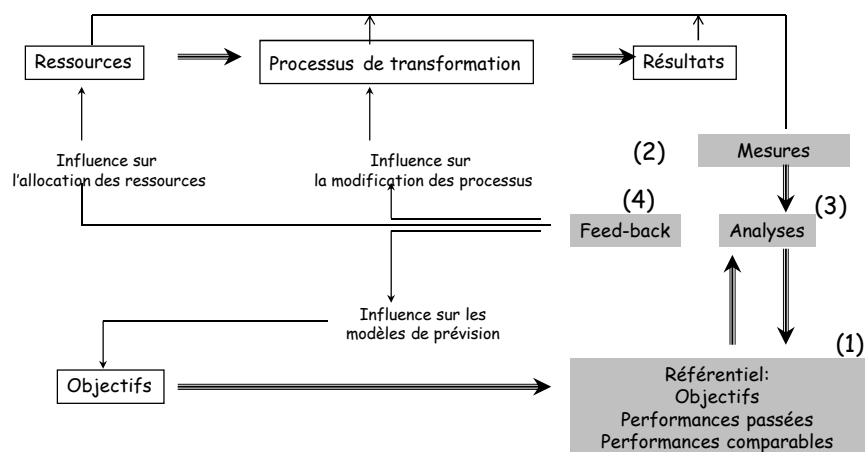 Ressources
Processus de transformation
Résultats
Influence sur
l'allocation des ressources
Influence sur
la modification des processus
(2)
Mesures
(4)
(3)
Feed-back
Analyses
Influence sur les
modèles de prévision
(1)
Objectifs
Référentiel:
Objectifs
Performances passées
Performances comparables